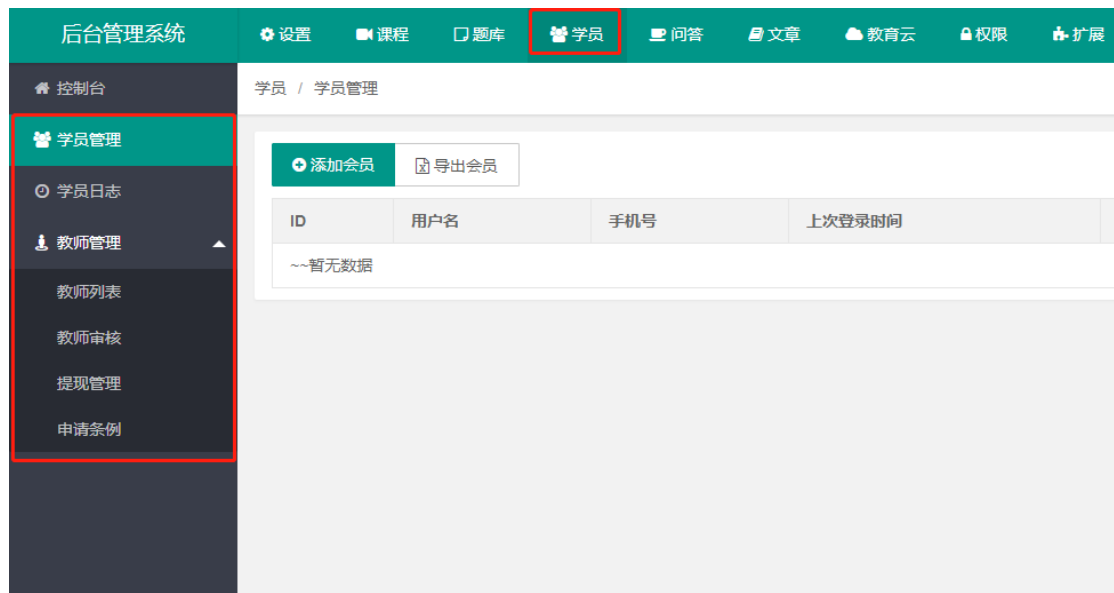 后台管理系统 设置 课程 题库 学员 问答 文章 教育云 权限 扩展
控制台
学员管理
学员日志
教师管理
教师列表
教师审核
提现管理
申请条例
学员 / 学员管理
添加会员 导出会员
ID 用户名 手机号 上次登录时间
~~暂无数据